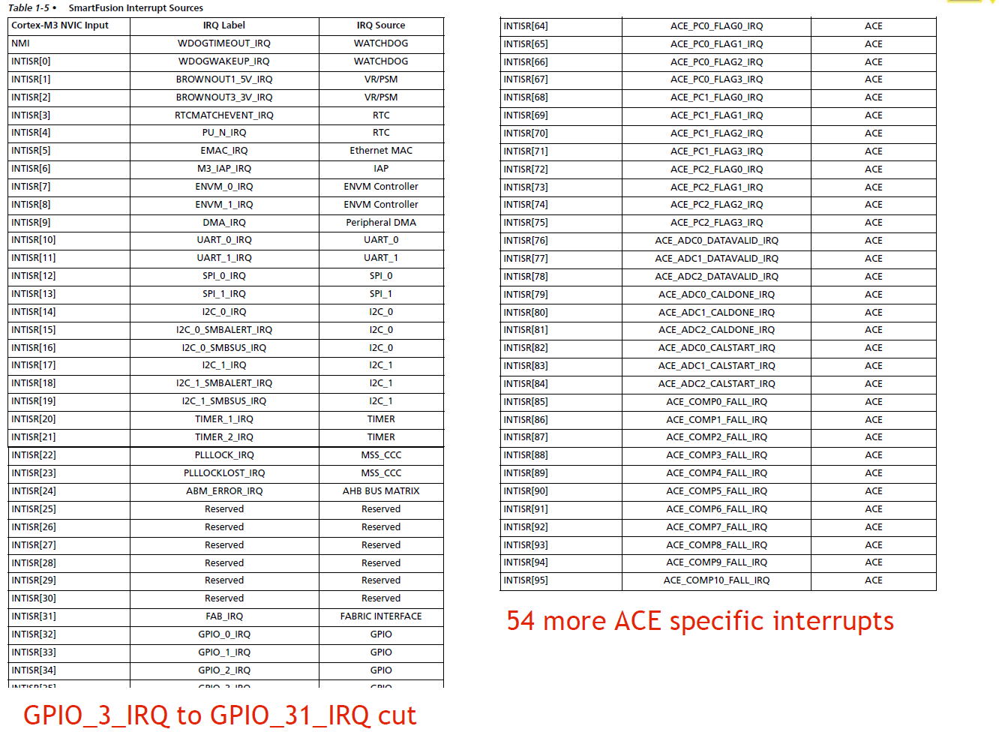 Table 1-5 • SmartFusion Interrupt Sources
Cortex-M3 NVIC Input IRQ Label IRQ Source
NMI WDOGTIMEOUT_IRQ WATCHDOG
INTISR[0] WDOGWAKEUP_IRQ WATCHDOG
INTISR[1] BROWNOUT1_5V_IRQ VR/PSM
INTISR[2] BROWNOUT3_3V_IRQ VR/PSM
INTISR[3] RTCMATCHEVENT_IRQ RTC
INTISR[4] PU_N_IRQ RTC
INTISR[5] EMAC_IRQ Ethernet MAC
INTISR[6] M3_IAP_IRQ IAP
INTISR[7] ENVM_0_IRQ ENVM Controller
INTISR[8] ENVM_1_IRQ ENVM Controller
INTISR[9] DMA_IRQ Peripheral DMA
INTISR[10] UART_0_IRQ UART_0
INTISR[11] UART_1_IRQ UART_1
INTISR[12] SPI_0_IRQ SPI_0
INTISR[13] SPI_1_IRQ SPI_1
INTISR[14] I2C_0_IRQ I2C_0
INTISR[15] I2C_0_SMBALERT_IRQ I2C_0
INTISR[16] I2C_0_SMBSUS_IRQ I2C_0
INTISR[17] I2C_1_IRQ I2C_1
INTISR[18] I2C_1_SMBALERT_IRQ I2C_1
INTISR[19] I2C_1_SMBSUS_IRQ I2C_1
INTISR[20] TIMER_1_IRQ TIMER
INTISR[21] TIMER_2_IRQ TIMER
INTISR[22] PLLLOCK_IRQ MSS_CCC
INTISR[23] PLLLOCKLOST_IRQ MSS_CCC
INTISR[24] ABM_ERROR_IRQ AHB BUS MATRIX
INTISR[25] Reserved Reserved
INTISR[26] Reserved Reserved
INTISR[27] Reserved Reserved
INTISR[28] Reserved Reserved
INTISR[29] Reserved Reserved
INTISR[30] Reserved Reserved
INTISR[31] FAB_IRQ FABRIC INTERFACE
INTISR[32] GPIO_0_IRQ GPIO
INTISR[33] GPIO_1_IRQ GPIO
INTISR[34] GPIO_2_IRQ GPIO
INTISR[35] GPIO_3_IRQ GPIO
GPIO_3_IRQ to GPIO_31_IRQ cut
INTISR[64] ACE_PC0_FLAG0_IRQ ACE
INTISR[65] ACE_PC0_FLAG1_IRQ ACE
INTISR[66] ACE_PC0_FLAG2_IRQ ACE
INTISR[67] ACE_PC0_FLAG3_IRQ ACE
INTISR[68] ACE_PC1_FLAG0_IRQ ACE
INTISR[69] ACE_PC1_FLAG1_IRQ ACE
INTISR[70] ACE_PC1_FLAG2_IRQ ACE
INTISR[71] ACE_PC1_FLAG3_IRQ ACE
INTISR[72] ACE_PC2_FLAG0_IRQ ACE
INTISR[73] ACE_PC2_FLAG1_IRQ ACE
INTISR[74] ACE_PC2_FLAG2_IRQ ACE
INTISR[75] ACE_PC2_FLAG3_IRQ ACE
INTISR[76] ACE_ADC0_DATAVALID_IRQ ACE
INTISR[77] ACE_ADC1_DATAVALID_IRQ ACE
INTISR[78] ACE_ADC2_DATAVALID_IRQ ACE
INTISR[79] ACE_ADC0_CALDONE_IRQ ACE
INTISR[80] ACE_ADC1_CALDONE_IRQ ACE
INTISR[81] ACE_ADC2_CALDONE_IRQ ACE
INTISR[82] ACE_ADC0_CALSTART_IRQ ACE
INTISR[83] ACE_ADC1_CALSTART_IRQ ACE
INTISR[84] ACE_ADC2_CALSTART_IRQ ACE
INTISR[85] ACE_COMP0_FALL_IRQ ACE
INTISR[86] ACE_COMP1_FALL_IRQ ACE
INTISR[87] ACE_COMP2_FALL_IRQ ACE
INTISR[88] ACE_COMP3_FALL_IRQ ACE
INTISR[89] ACE_COMP4_FALL_IRQ ACE
INTISR[90] ACE_COMP5_FALL_IRQ ACE
INTISR[91] ACE_COMP6_FALL_IRQ ACE
INTISR[92] ACE_COMP7_FALL_IRQ ACE
INTISR[93] ACE_COMP8_FALL_IRQ ACE
INTISR[94] ACE_COMP9_FALL_IRQ ACE
INTISR[95] ACE_COMP10_FALL_IRQ ACE
54 more ACE specific interrupts